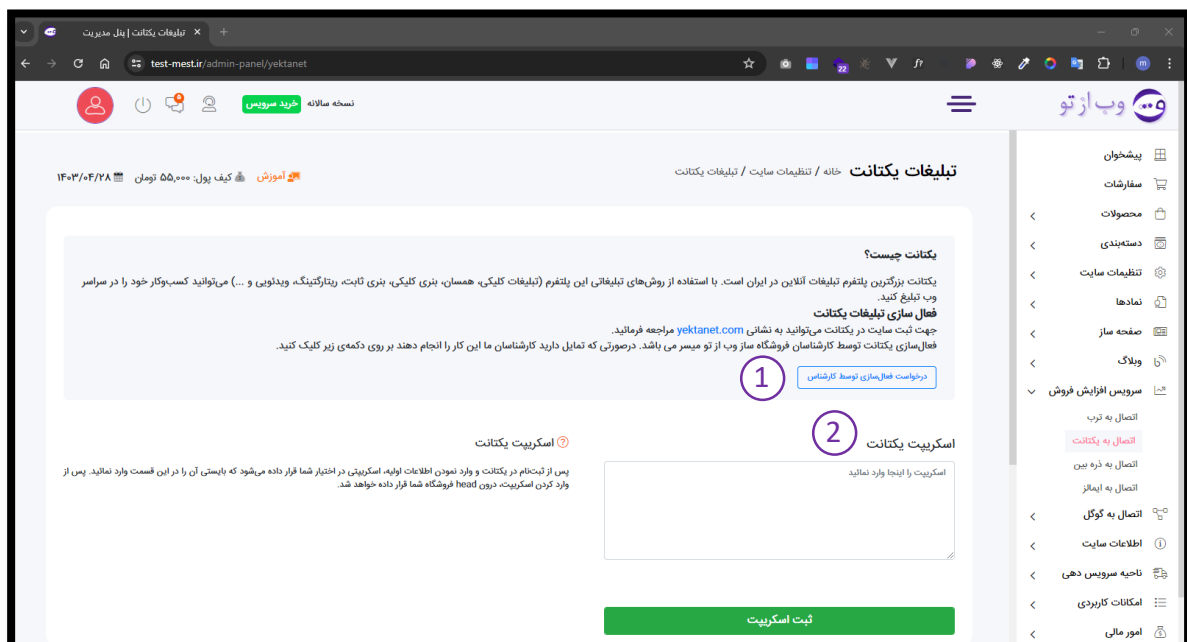 تبلیغات یکتانت | پنل مدیریت
test-mest.ir/admin-panel/yektanet
22
m
وب از تو
نسخه سالانه
خرید سرویس
پیشخوان
سفارشات
محصولات
دسته‌بندی
تنظیمات سایت
نمادها
صفحه ساز
وبلاگ
سرویس افزایش فروش
اتصال به ترب
اتصال به یکتانت
اتصال به ذره بین
اتصال به ایمالز
اتصال به گوگل
اطلاعات سایت
ناحیه سرویس دهی
امکانات کاربردی
امور مالی
تبلیغات یکتانت
خانه / تنظیمات سایت / تبلیغات یکتانت
آموزش
کیف پول: ۵۵,۰۰۰ تومان
۱۴۰۳/۰۴/۲۸
یکتانت چیست؟
یکتانت بزرگترین پلتفرم تبلیغات آنلاین در ایران است. با استفاده از روش‌های تبلیغاتی این پلتفرم (تبلیغات کلیکی، همسان، بنری کلیکی، بنری ثابت، ریتارگتینگ، ویدئویی و ...) می‌توانید کسب‌وکار خود را در سراسر
وب تبلیغ کنید.
فعال سازی تبلیغات یکتانت
جهت ثبت سایت در یکتانت می‌توانید به نشانی yektanet.com مراجعه فرمائید.
فعال‌سازی یکتانت توسط کارشناسان فروشگاه ساز وب از تو میسر می باشد. درصورتی که تمایل دارید کارشناسان ما این کار را انجام دهند بر روی دکمه‌ی زیر کلیک کنید.
درخواست فعال‌سازی توسط کارشناس
1
اسکریپت یکتانت
2
اسکریپت را اینجا وارد نمائید
اسکریپت یکتانت
پس از ثبت‌نام در یکتانت و وارد نمودن اطلاعات اولیه، اسکریپتی در اختیار شما قرار داده می‌شود که بایستی آن را در این قسمت وارد نمائید. پس از
وارد کردن اسکریپت، درون head فروشگاه شما قرار داده خواهد شد.
ثبت اسکریپت